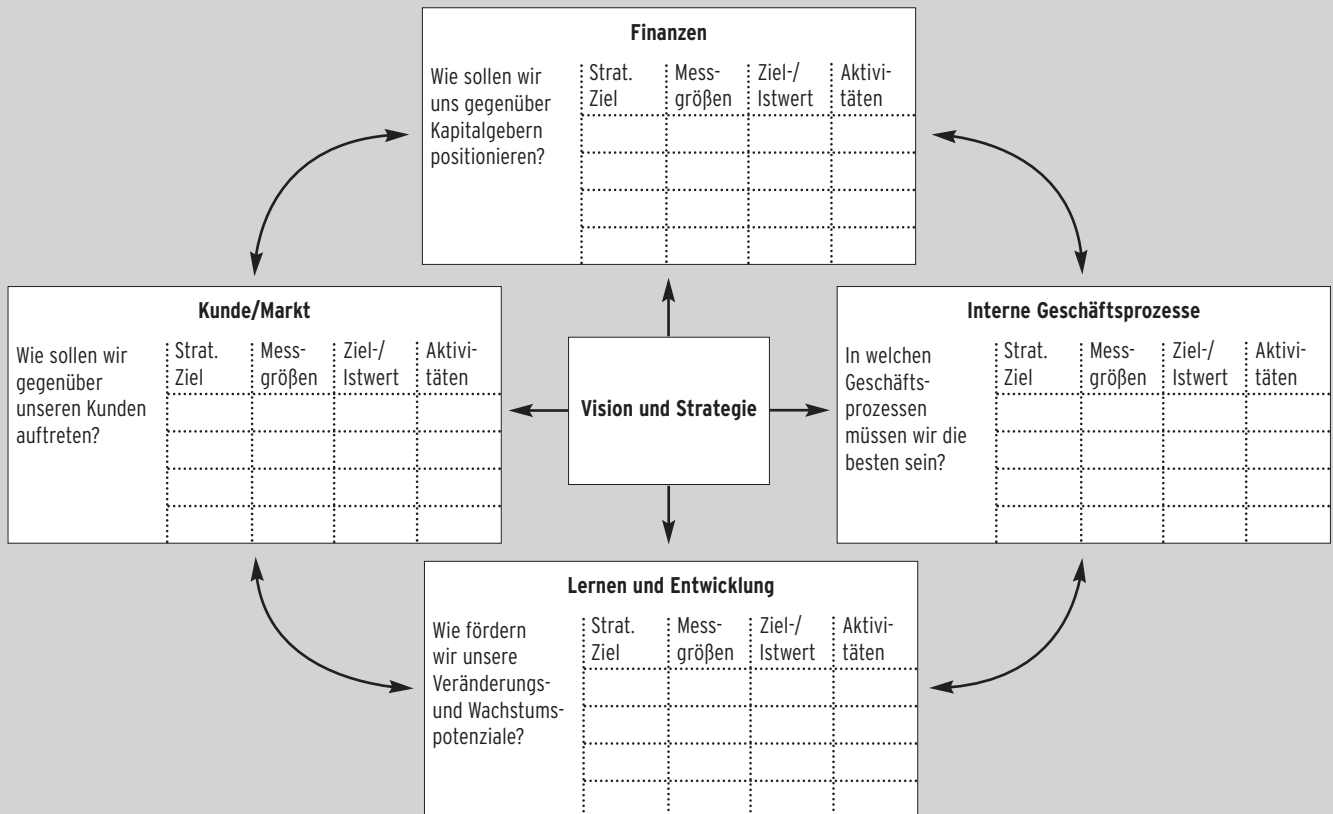 Finanzen
Wie sollen wir
uns gegenüber
Kapitalgebern
positionieren?
Strat.
Ziel
Mess-
größen
Ziel-/
Istwert
Aktivi-
täten
Kunde/Markt
Wie sollen wir
gegenüber
unseren Kunden
auftreten?
Strat.
Ziel
Mess-
größen
Ziel-/
Istwert
Aktivi-
täten
Vision und Strategie
Interne Geschäftsprozesse
In welchen
Geschäfts-
prozessen
müssen wir die
besten sein?
Strat.
Ziel
Mess-
größen
Ziel-/
Istwert
Aktivi-
täten
Lernen und Entwicklung
Wie fördern
wir unsere
Veränderungs-
und Wachstums-
potenziale?
Strat.
Ziel
Mess-
größen
Ziel-/
Istwert
Aktivi-
täten